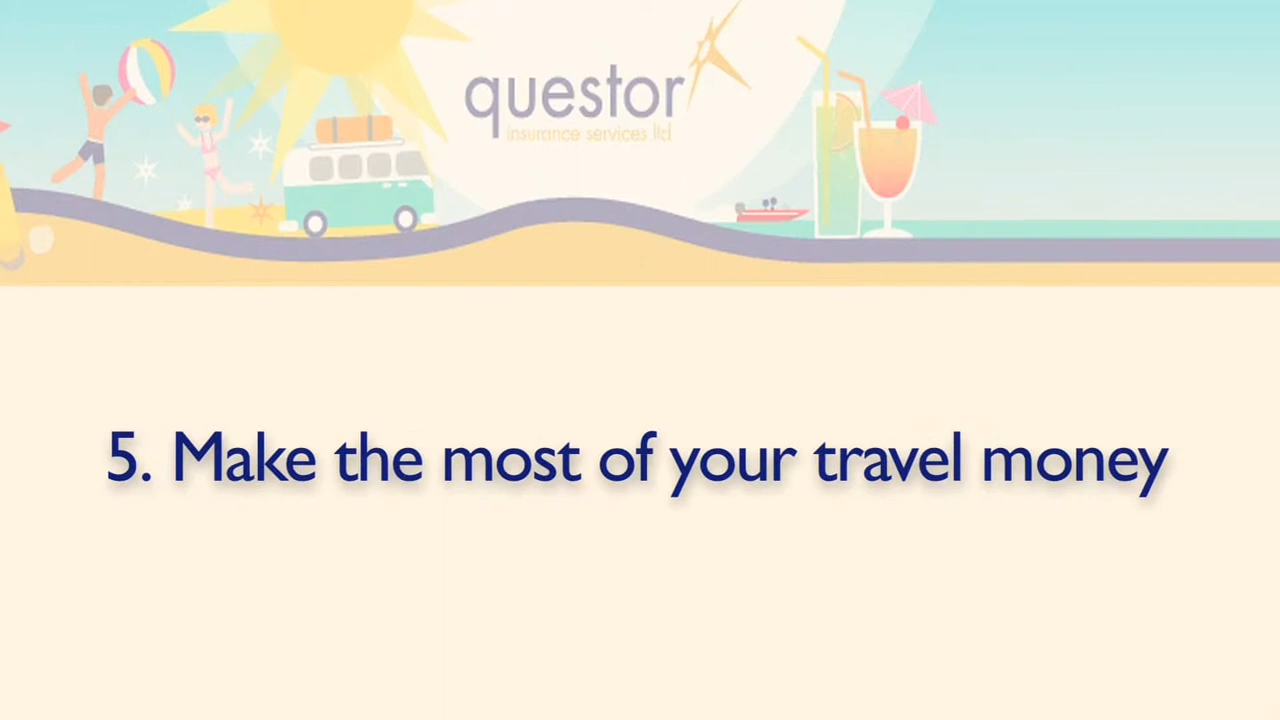 questor
insurance services ltd
5. Make the most of your travel money